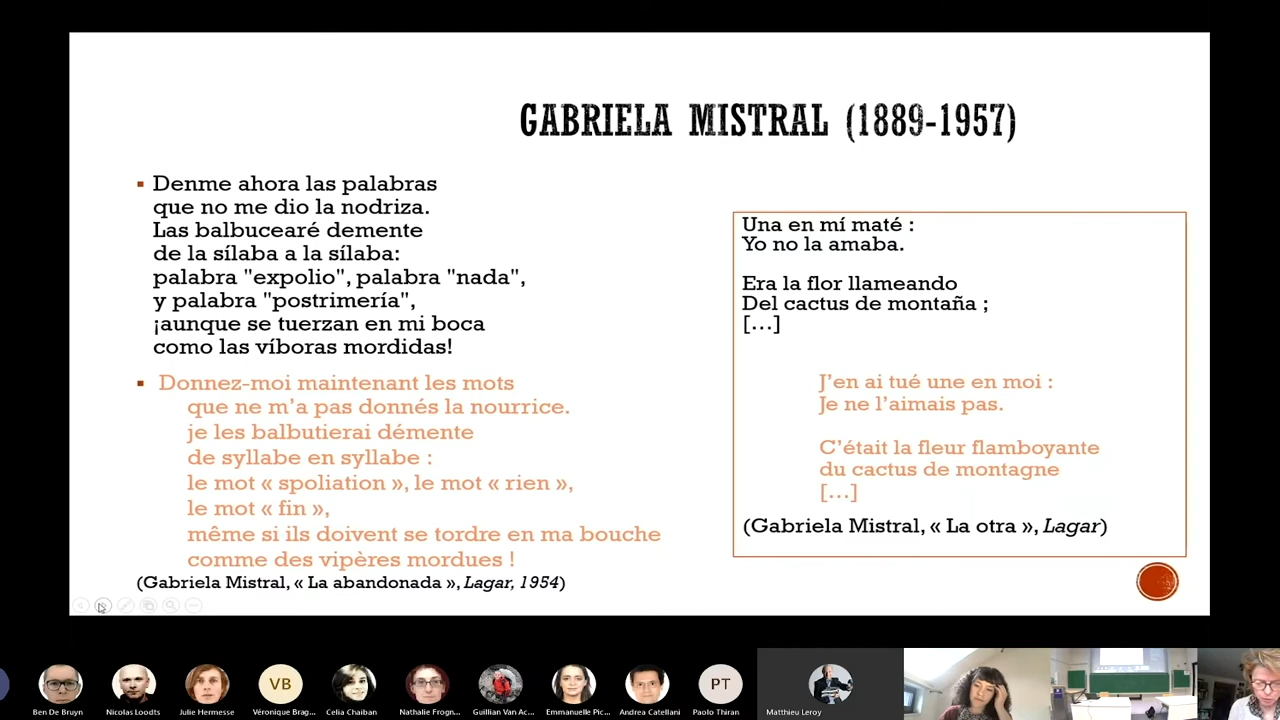 GABRIELA MISTRAL (1889-1957)
Denme ahora las palabras
que no me dio la nodriza.
Las balbucearé demente
de la sílaba a la sílaba:
palabra "expolio", palabra "nada",
y palabra "postrimería",
¡aunque se tuerzan en mi boca
como las víboras mordidas!
Donnez-moi maintenant les mots
que ne m'a pas donnés la nourrice.
je les balbutierai démente
de syllabe en syllabe :
le mot « spoliation », le mot « rien »,
le mot « fin »,
même si ils doivent se tordre en ma bouche
comme des vipères mordues !
(Gabriela Mistral, « La abandonada », Lagar, 1954)
Una en mí maté :
Yo no la amaba.
Era la flor llameando
Del cactus de montaña ;
[…]
J'en ai tué une en moi :
Je ne l'aimais pas.
C'était la fleur flamboyante
du cactus de montagne
[…]
(Gabriela Mistral, « La otra », Lagar)
VB
PT
Ben De Bruyn
Nicolas Loodts
Julie Hermesse
Véronique Brag...
Celia Chaiban
Nathalie Frogn...
Guillian Van Ac...
Emmanuelle Pic...
Andrea Catellani
Paolo Thiran
Matthieu Leroy